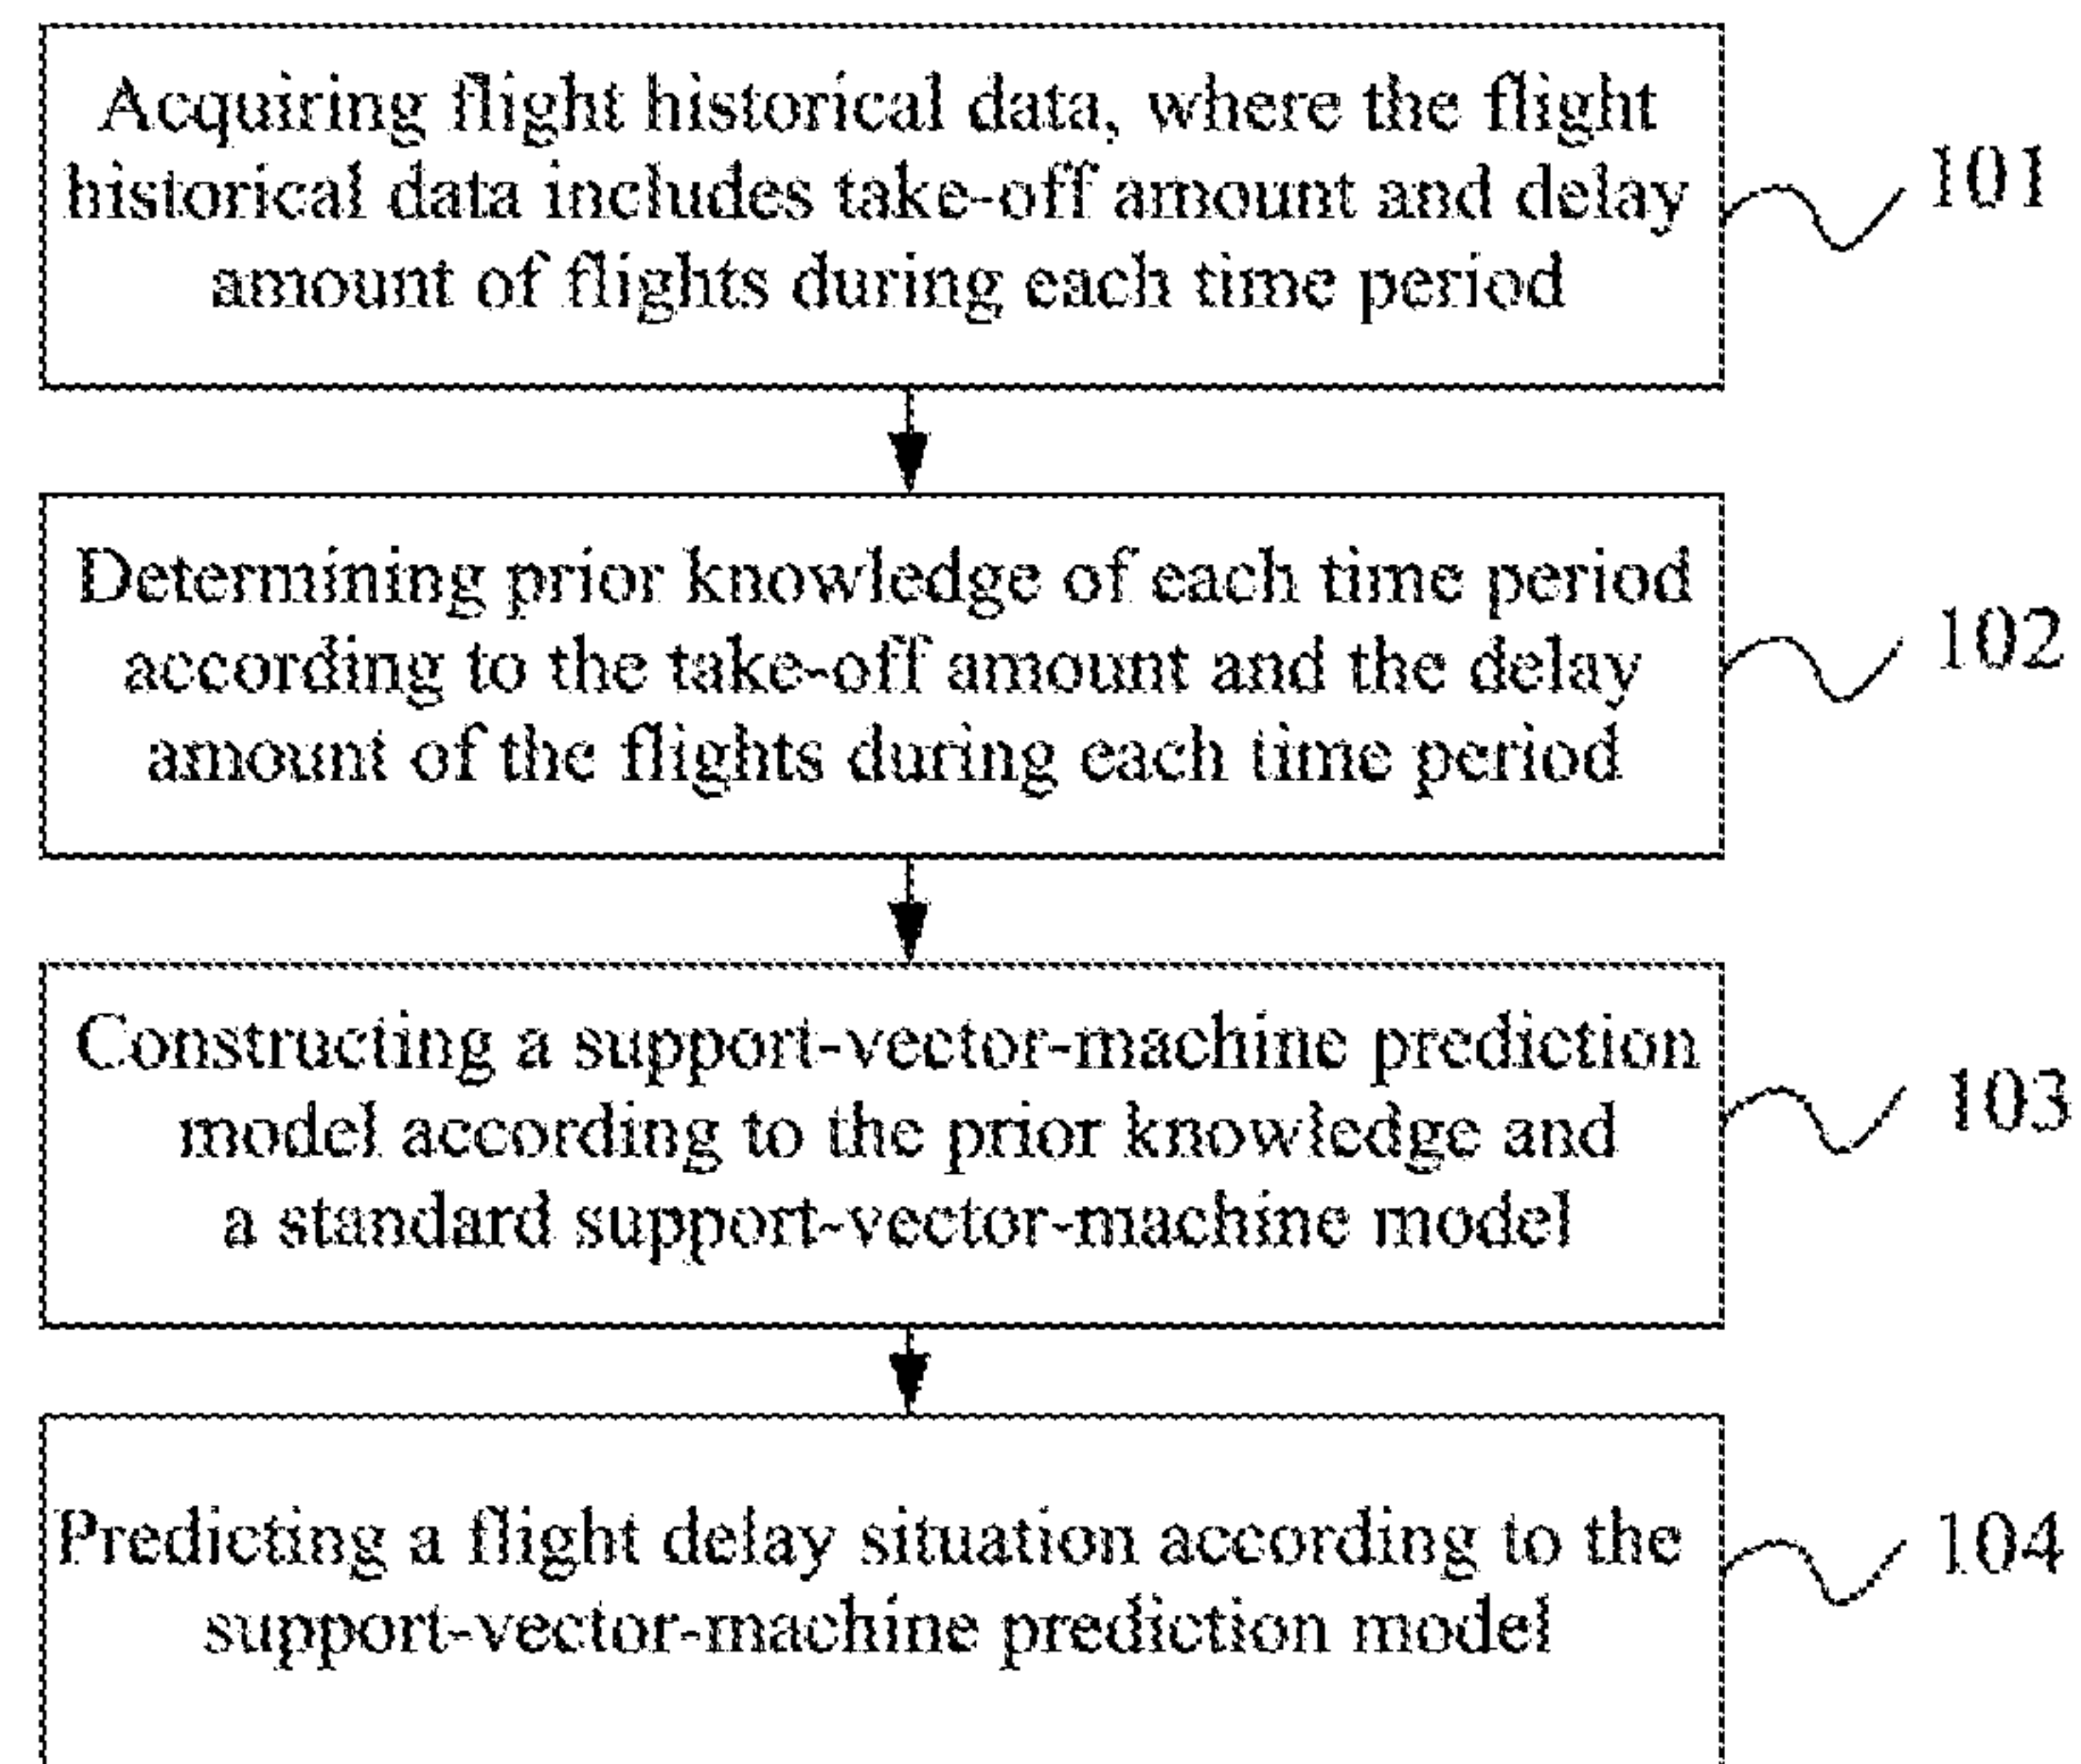 Acquiring flight historical data, where the flight
historical data includes take-off amount and delay
amount of flights during each time period
101
Determining prior knowledge of each time period
according to the take-off amount and the delay
amount of the flights during each time period
102
Constructing a support-vector-machine prediction
model according to the prior knowledge and
a standard support-vector-machine model
103
Predicting a flight delay situation according to the
support-vector-machine prediction model
104